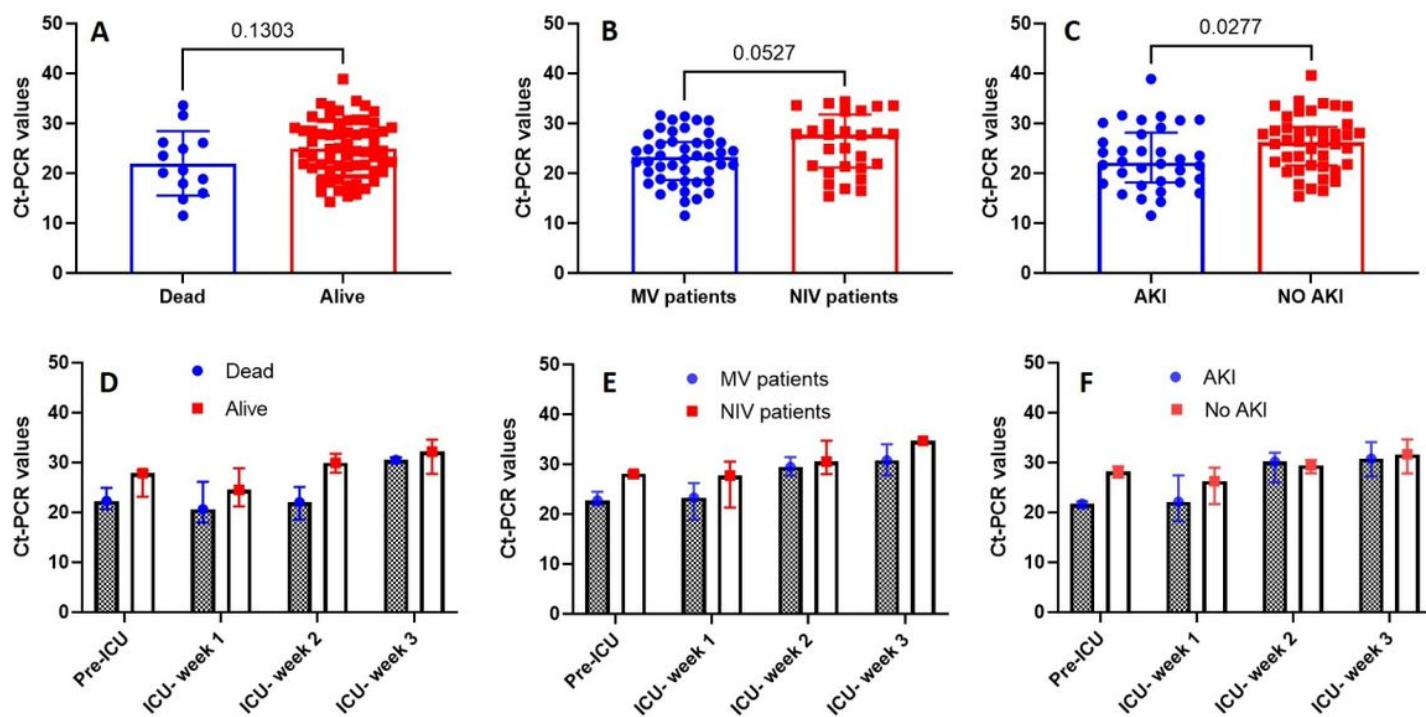 A
0.1303
Ct-PCR values
50
40
30
20
10
0
Dead
Alive
B
0.0527
Ct-PCR values
50
40
30
20
10
0
MV patients
NIV patients
C
0.0277
Ct-PCR values
50
40
30
20
10
0
AKI
NO AKI
D
Dead
Alive
Ct-PCR values
50
40
30
20
10
0
Pre-ICU
ICU- week 1
ICU- week 2
ICU- week 3
E
MV patients
NIV patients
Ct-PCR values
50
40
30
20
10
0
Pre-ICU
ICU- week 1
ICU- week 2
ICU- week 3
F
AKI
No AKI
Ct-PCR values
50
40
30
20
10
0
Pre-ICU
ICU- week 1
ICU- week 2
ICU- week 3